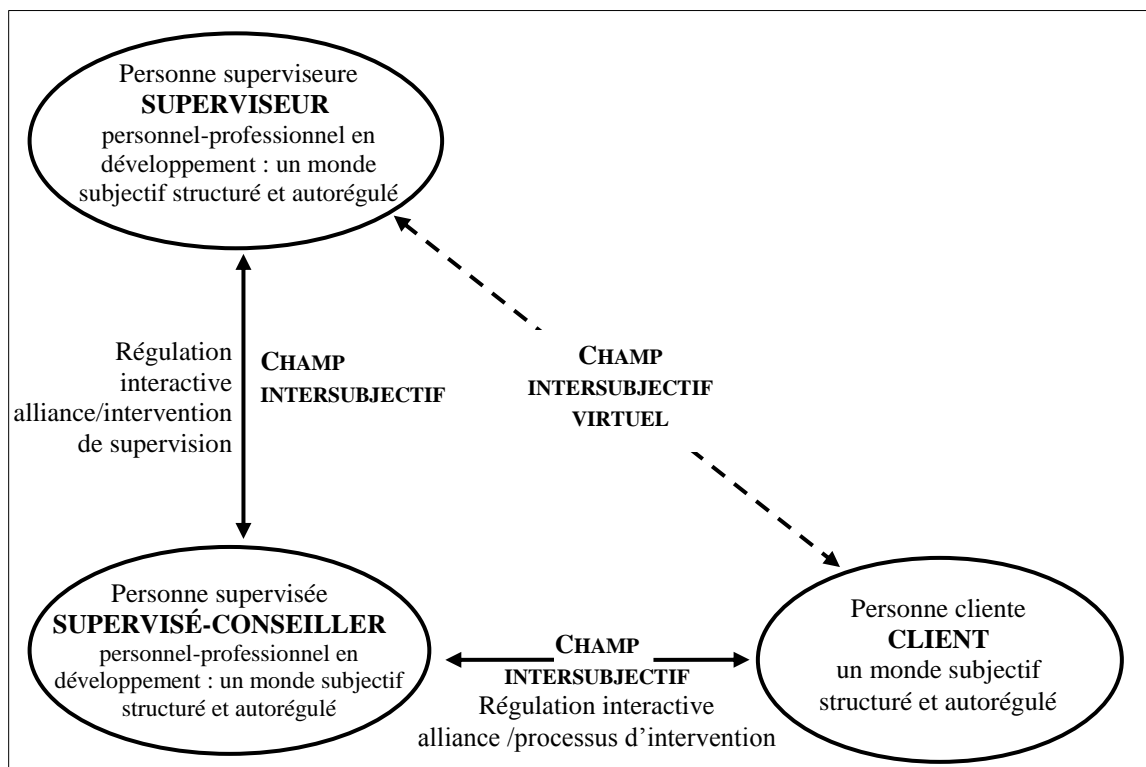 Personne superviseure
SUPERVISEUR
personnel-professionnel en
développement : un monde
subjectif structuré et autorégulé
Régulation
interactive
alliance/intervention
de supervision
CHAMP
INTERSUBJECTIF
CHAMP
INTERSUBJECTIF
VIRTUEL
Personne supervisée
SUPERVISÉ-CONSEILLER
personnel-professionnel en
développement : un monde subjectif
structuré et autorégulé
CHAMP
INTERSUBJECTIF
Régulation interactive
alliance /processus d’intervention
Personne cliente
CLIENT
un monde subjectif
structuré et autorégulé